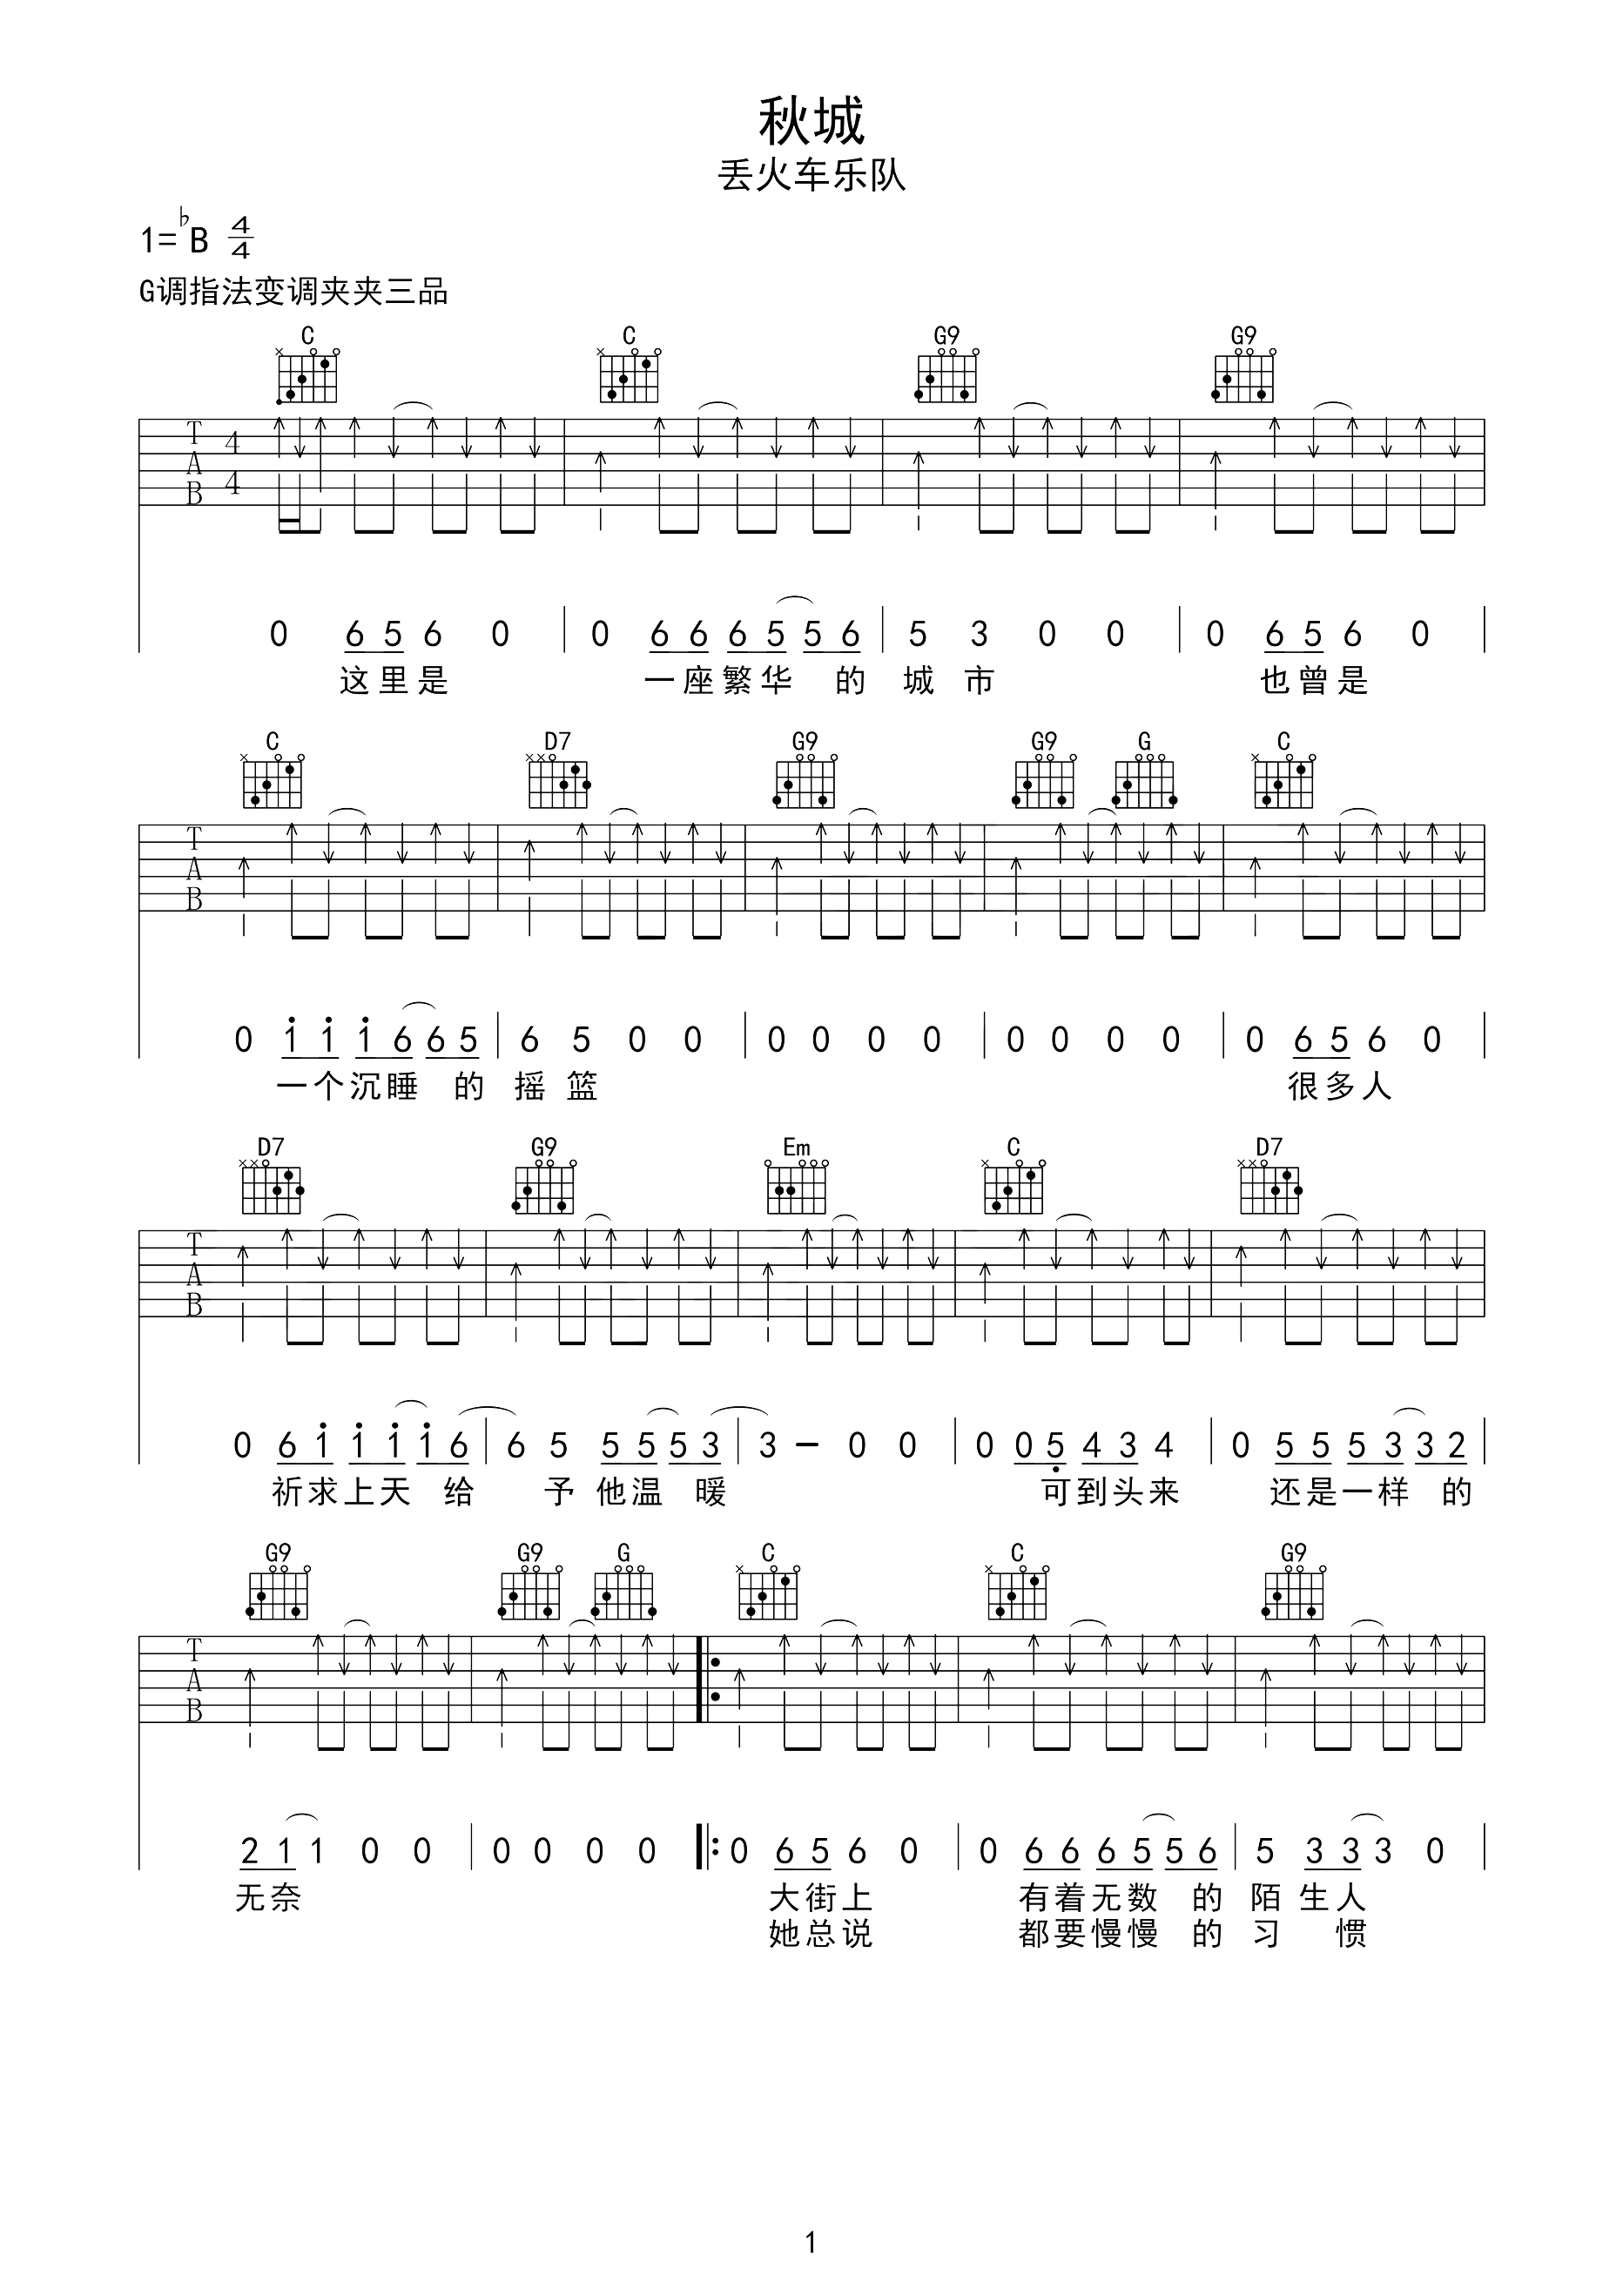 秋城
丢火车乐队
1=♭B 4/4
G调指法变调夹夹三品
C C G9 G9
T A B 4 4
0 6 5 6 0 | 0 6 6 6 5 5 6 | 5 3 0 0 | 0 6 5 6 0 |
这里是 一座繁华 的 城 市 也曾是
C D7 G9 G9 G C
T A B
0 1̇ 1̇ 1̇ 6 6 5 | 6 5 0 0 | 0 0 0 0 | 0 0 0 0 | 0 6 5 6 0 |
一个沉睡 的 摇 篮 很多人
D7 G9 Em C D7
T A B
0 6 1̇ 1̇ 1̇ 1̇ 6 | 6 5 5 5 5 3 | 3 - 0 0 | 0 0 5̣ 4 3 4 | 0 5 5 5 3 3 2 |
祈求上天 给 予 他温 暖 可到头来 还是一样 的
G9 G9 G C C G9
T A B
2 1 1 0 0 | 0 0 0 0 |: 0 6 5 6 0 | 0 6 6 6 5 5 6 | 5 3 3 3 0 |
无奈 大街上 有着无数 的 陌 生人
她总说 都要慢慢 的 习 惯
1